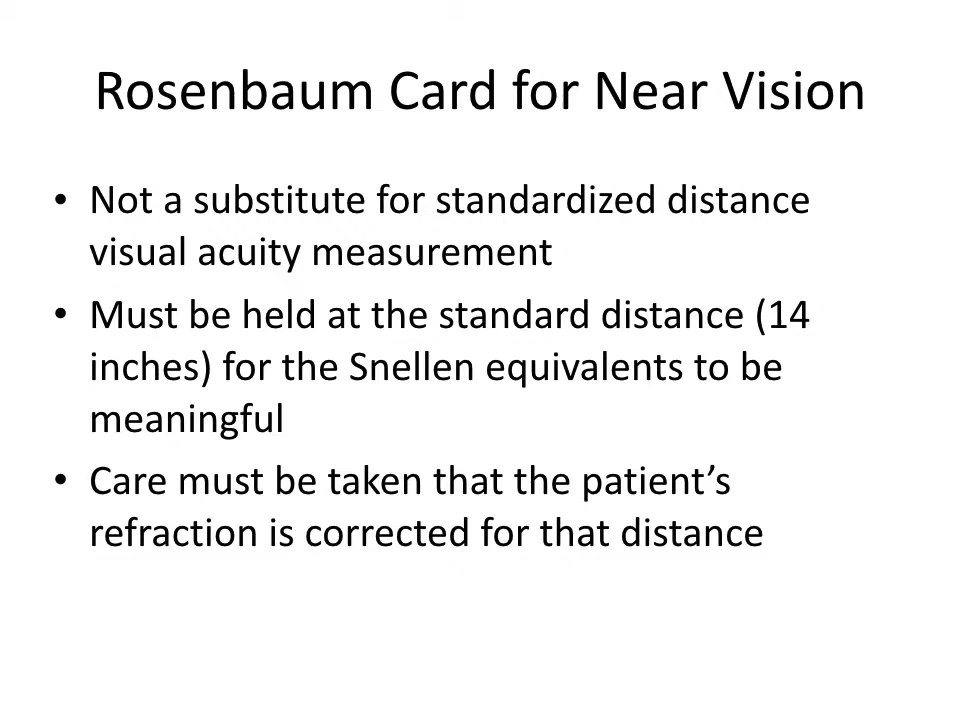 Rosenbaum Card for Near Vision
• Not a substitute for standardized distance
visual acuity measurement
• Must be held at the standard distance (14
inches) for the Snellen equivalents to be
meaningful
• Care must be taken that the patient’s
refraction is corrected for that distance